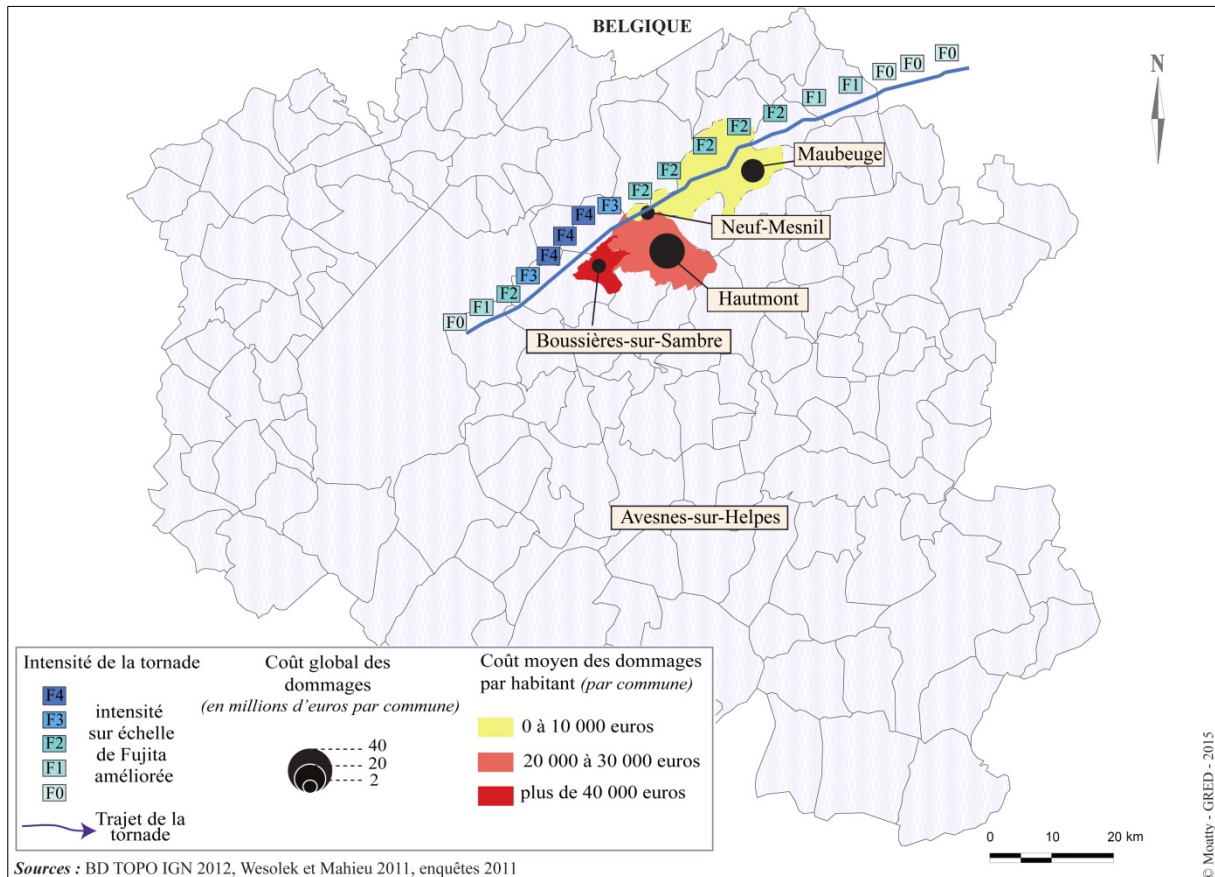 BELGIQUE
N
F0
F0
F0
F1
F1
F2
F2
F2
F2
F2
F3
F4
F4
F4
F3
F2
F1
F0
Maubeuge
Neuf-Mesnil
Hautmont
Boussières-sur-Sambre
Avesnes-sur-Helpes
Intensité de la tornade
F4
F3
F2
F1
F0
intensité
sur échelle
de Fujita
améliorée
Trajet de la
tornade
Coût global des
dommages
(en millions d'euros par commune)
40
20
2
Coût moyen des dommages
par habitant (par commune)
0 à 10 000 euros
20 000 à 30 000 euros
plus de 40 000 euros
0 10 20 km
Sources : BD TOPO IGN 2012, Wesolek et Mahieu 2011, enquêtes 2011
© Moatty - GRED - 2015